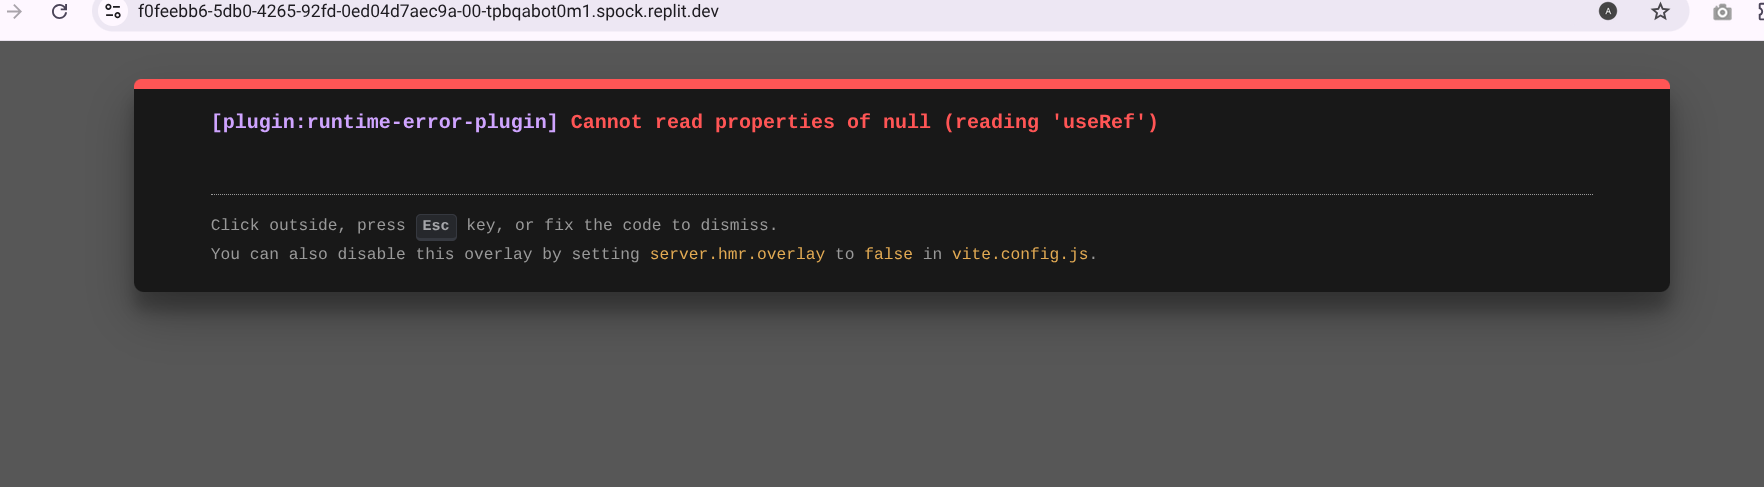 f0feebb6-5db0-4265-92fd-0ed04d7aec9a-00-tpbqabot0m1.spock.replit.dev
A
[plugin:runtime-error-plugin] Cannot read properties of null (reading 'useRef')
Click outside, press Esc key, or fix the code to dismiss.
You can also disable this overlay by setting server.hmr.overlay to false in vite.config.js.